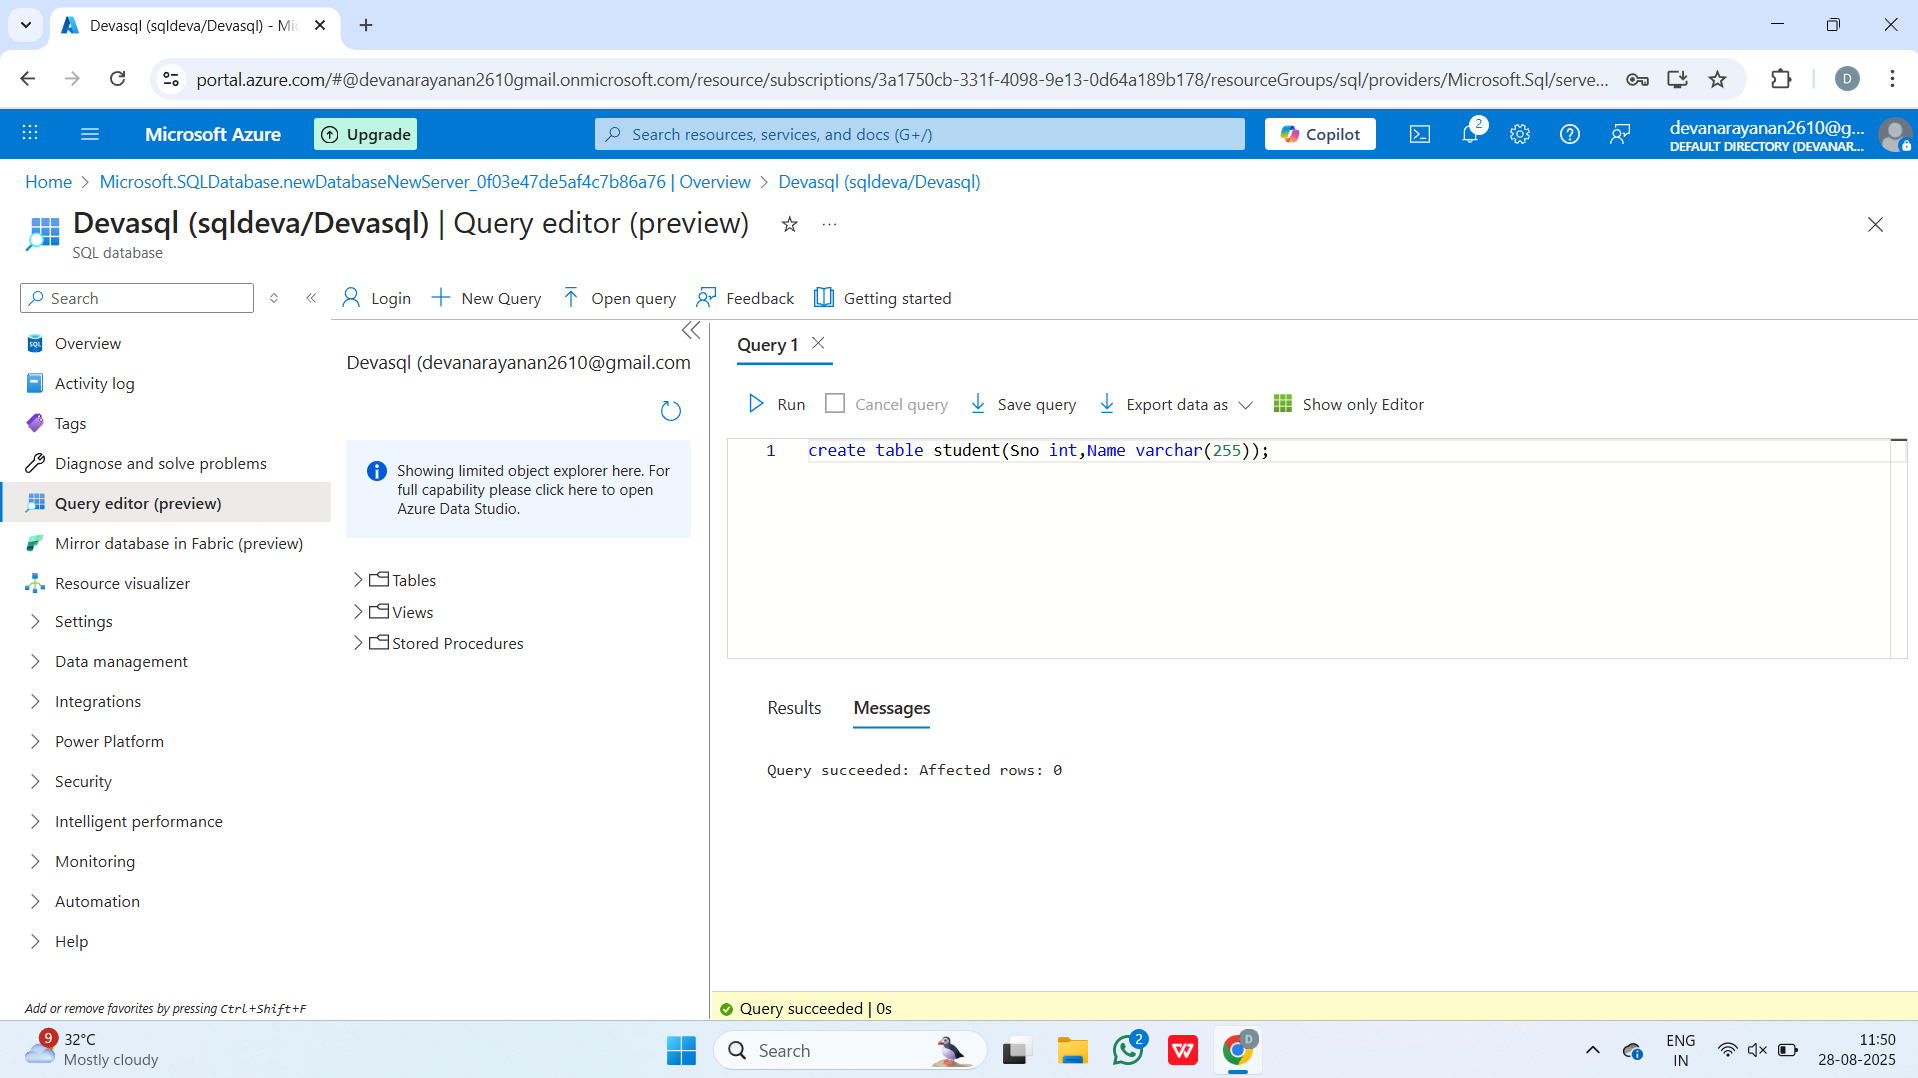 Devasql (sqldeva/Devasql) - Mic
portal.azure.com/#@devanarayanan2610gmail.onmicrosoft.com/resource/subscriptions/3a1750cb-331f-4098-9e13-0d64a189b178/resourceGroups/sql/providers/Microsoft.Sql/serve...
D
Microsoft Azure
Upgrade
Search resources, services, and docs (G+/)
Copilot
2
devanarayanan2610@g...
DEFAULT DIRECTORY (DEVANAR...
Home > Microsoft.SQLDatabase.newDatabaseNewServer_0f03e47de5af4c7b86a76 | Overview > Devasql (sqldeva/Devasql)
Devasql (sqldeva/Devasql) | Query editor (preview)
SQL database
Search
Login
New Query
Open query
Feedback
Getting started
Overview
Activity log
Tags
Diagnose and solve problems
Query editor (preview)
Mirror database in Fabric (preview)
Resource visualizer
Settings
Data management
Integrations
Power Platform
Security
Intelligent performance
Monitoring
Automation
Help
Add or remove favorites by pressing Ctrl+Shift+F
Devasql (devanarayanan2610@gmail.com
Showing limited object explorer here. For
full capability please click here to open
Azure Data Studio.
Tables
Views
Stored Procedures
Query 1
Run
Cancel query
Save query
Export data as
Show only Editor
1 create table student(Sno int,Name varchar(255));
Results
Messages
Query succeeded: Affected rows: 0
Query succeeded | 0s
9
32°C
Mostly cloudy
Search
2
D
ENG
IN
11:50
28-08-2025